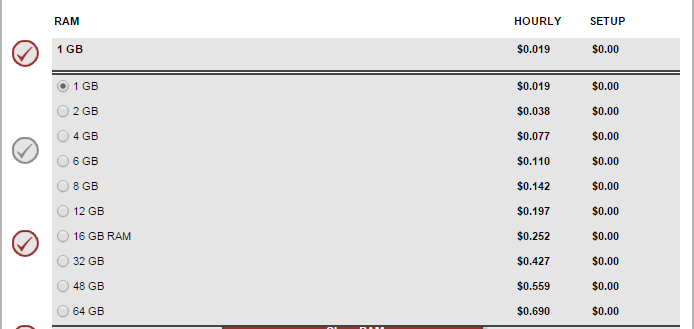 RAM HOURLY SETUP
1 GB $0.019 $0.00
1 GB $0.019 $0.00
2 GB $0.038 $0.00
4 GB $0.077 $0.00
6 GB $0.110 $0.00
8 GB $0.142 $0.00
12 GB $0.197 $0.00
16 GB RAM $0.252 $0.00
32 GB $0.427 $0.00
48 GB $0.559 $0.00
64 GB $0.690 $0.00